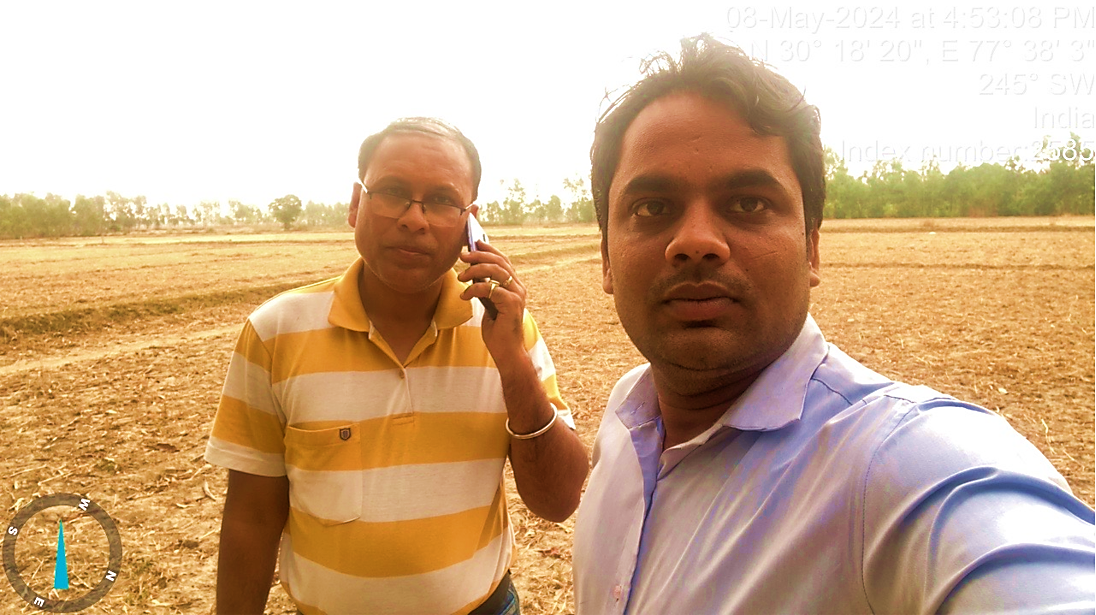 08-May-2024 at 4:53:08 PM
N 30° 18' 20", E 77° 38' 3"
245° SW
India
Index number:2585
S
W
N
E